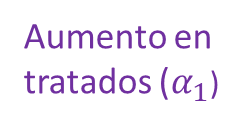 Aumento en
tratados (α₁)